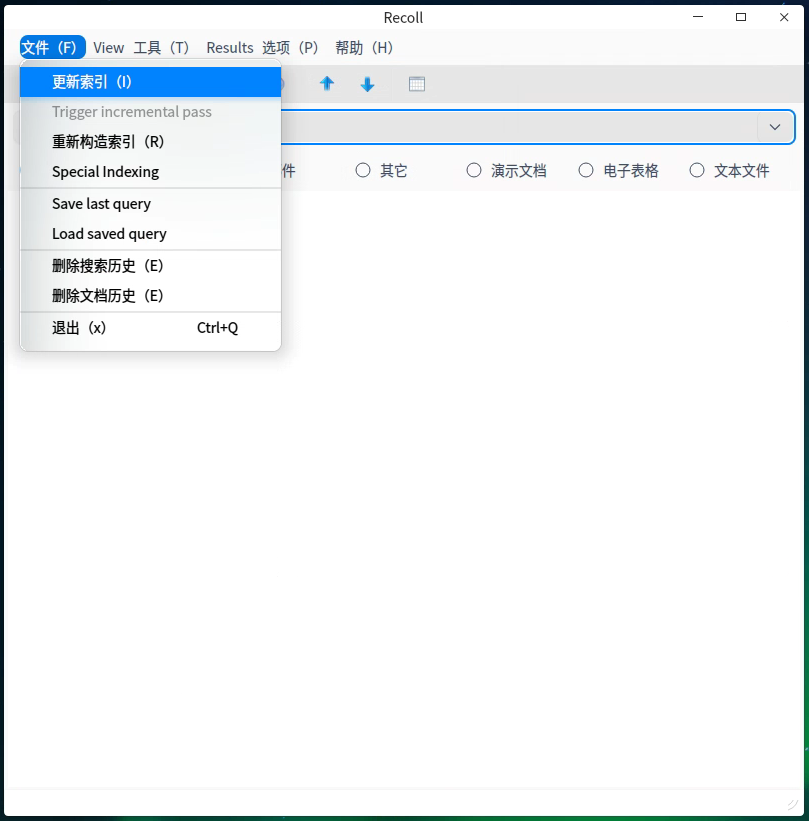 Recoll
文件（F） View 工具（T） Results 选项（P） 帮助（H）
更新索引（I）
Trigger incremental pass
重新构造索引（R）
件 其它 演示文档 电子表格 文本文件
Special Indexing
Save last query
Load saved query
删除搜索历史（E）
删除文档历史（E）
退出（x） Ctrl+Q